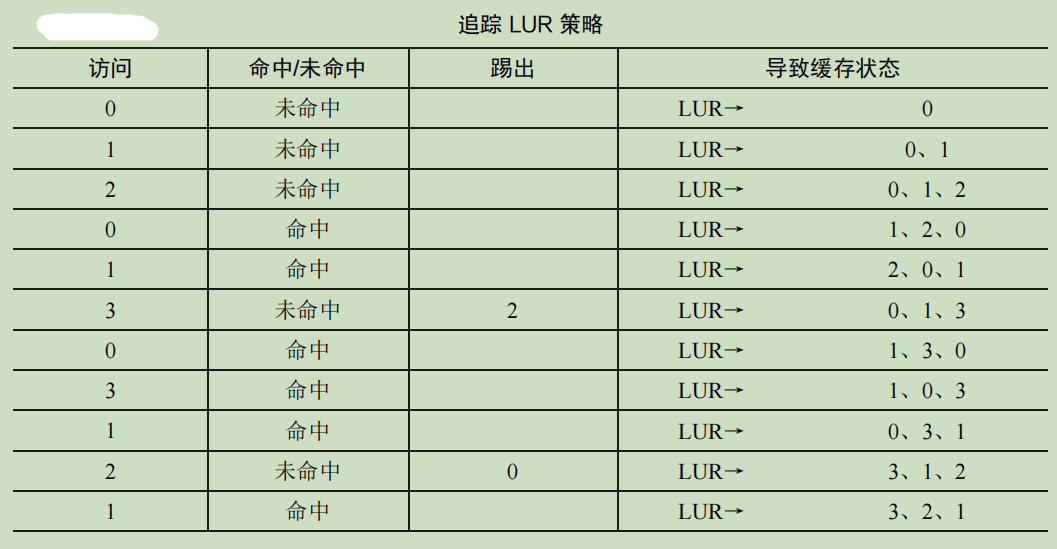 追踪 LUR 策略
访问 命中/未命中 踢出 导致缓存状态
0 未命中 LUR→ 0
1 未命中 LUR→ 0、1
2 未命中 LUR→ 0、1、2
0 命中 LUR→ 1、2、0
1 命中 LUR→ 2、0、1
3 未命中 2 LUR→ 0、1、3
0 命中 LUR→ 1、3、0
3 命中 LUR→ 1、0、3
1 命中 LUR→ 0、3、1
2 未命中 0 LUR→ 3、1、2
1 命中 LUR→ 3、2、1